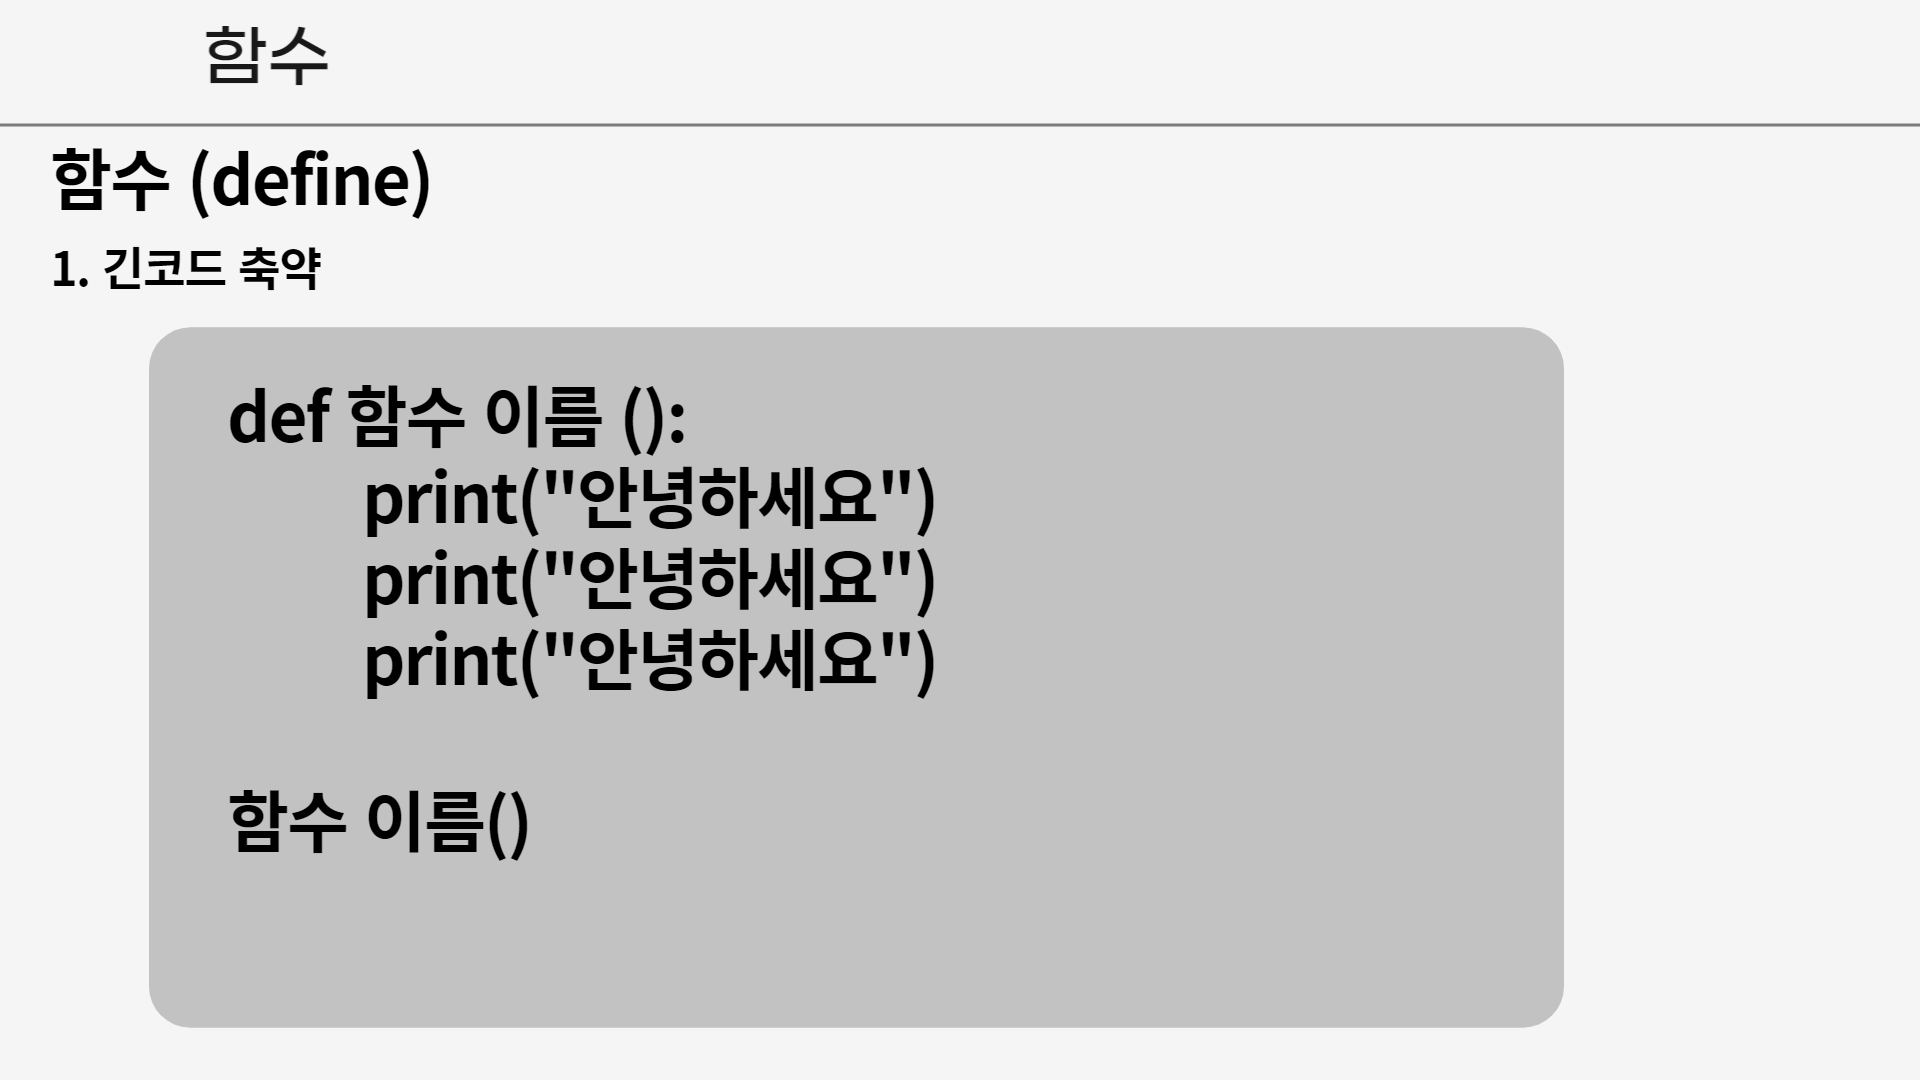 함수
함수 (define)
1. 긴코드 축약
def 함수 이름 ():
print("안녕하세요")
print("안녕하세요")
print("안녕하세요")
함수 이름()